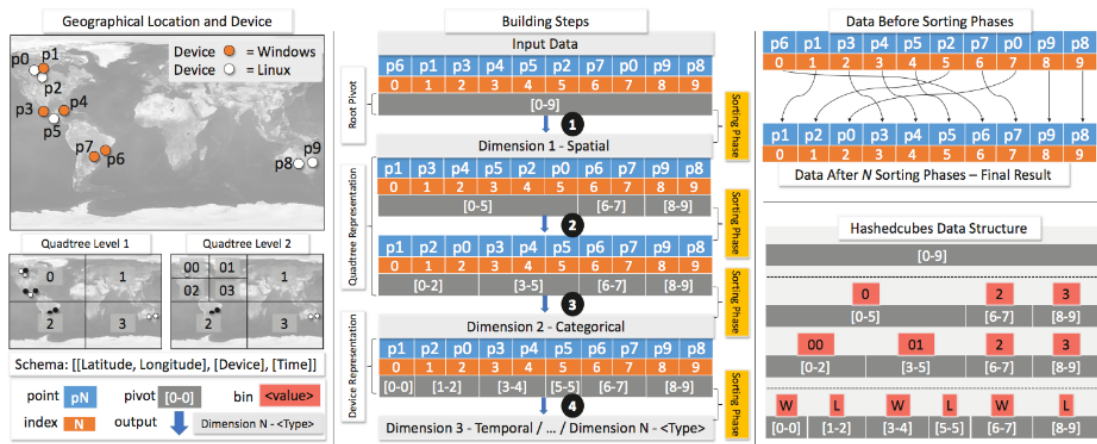 Geographical Location and Device
Device = Windows
Device = Linux
p0
p1
p2
p3
p4
p5
p7
p6
p9
p8
Quadtree Level 1
0
1
2
3
Quadtree Level 2
00
01
02
03
1
2
3
Schema: [[Latitude, Longitude], [Device], [Time]]
point pN pivot [0-0] bin <value>
index N output Dimension N - <Type>
Building Steps
Input Data
p6 p1 p3 p4 p5 p2 p7 p0 p9 p8
0 1 2 3 4 5 6 7 8 9
[0-9]
Root Pivot
Sorting Phase
1
Dimension 1 - Spatial
p1 p3 p4 p5 p2 p0 p6 p7 p9 p8
0 1 2 3 4 5 6 7 8 9
[0-5] [6-7] [8-9]
Quadtree Representation
Sorting Phase
2
p1 p2 p0 p3 p4 p5 p6 p7 p9 p8
0 1 2 3 4 5 6 7 8 9
[0-2] [3-5] [6-7] [8-9]
Sorting Phase
3
Dimension 2 - Categorical
p1 p2 p0 p3 p4 p5 p6 p7 p9 p8
0 1 2 3 4 5 6 7 8 9
[0-0] [1-2] [3-4] [5-5] [6-7] [8-9]
Device Representation
Sorting Phase
4
Dimension 3 - Temporal / ... / Dimension N - <Type>
Data Before Sorting Phases
p6 p1 p3 p4 p5 p2 p7 p0 p9 p8
0 1 2 3 4 5 6 7 8 9
p1 p2 p0 p3 p4 p5 p6 p7 p9 p8
0 1 2 3 4 5 6 7 8 9
Data After N Sorting Phases – Final Result
Hashedcubes Data Structure
[0-9]
0 2 3
[0-5] [6-7] [8-9]
00 01 2 3
[0-2] [3-5] [6-7] [8-9]
W L W L W L
[0-0] [1-2] [3-4] [5-5] [6-7] [8-9]